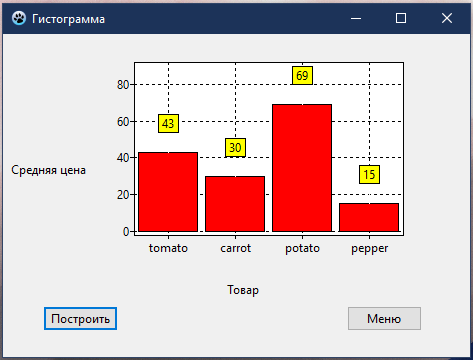 Гистограмма
80
60
40
20
0
43
30
69
15
Средняя цена
tomato
carrot
potato
pepper
Товар
Построить
Меню